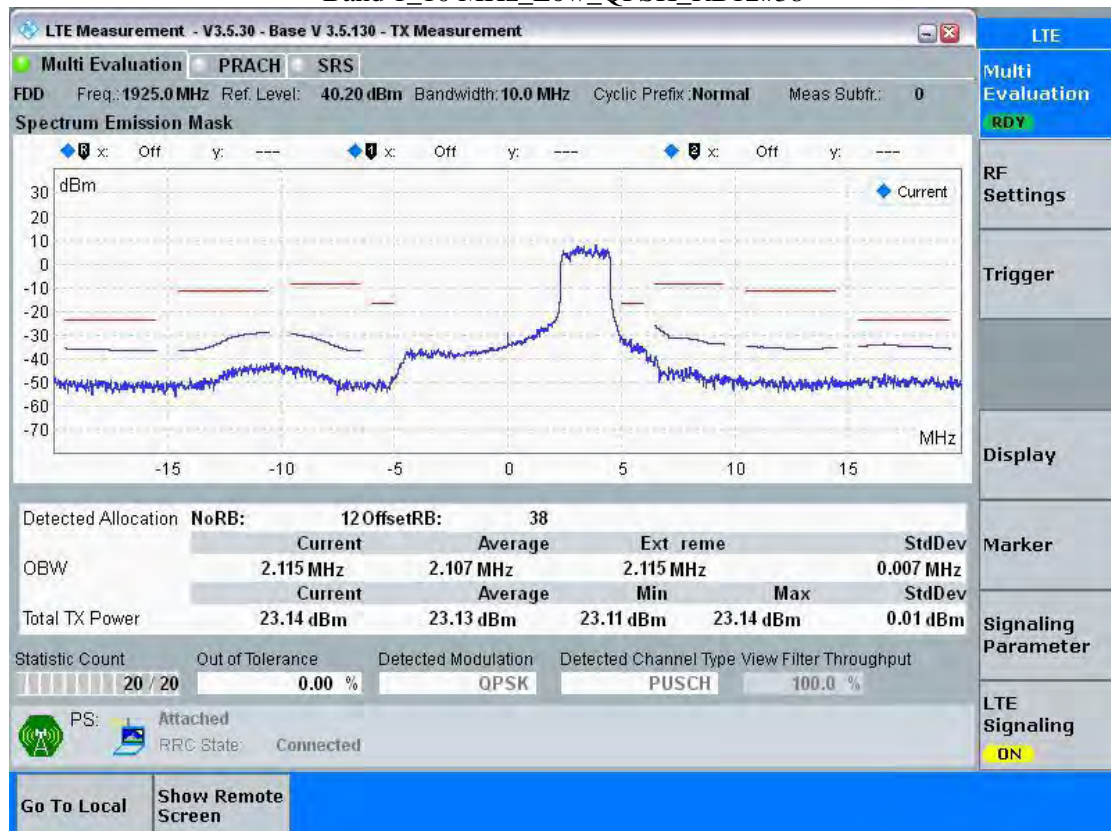 LTE Measurement - V3.5.30 - Base V 3.5.130 - TX Measurement
LTE
Multi Evaluation PRACH SRS
Multi Evaluation
RDY
FDD Freq.: 1925.0 MHz Ref. Level: 40.20 dBm Bandwidth: 10.0 MHz Cyclic Prefix : Normal Meas Subfr.: 0
Spectrum Emission Mask
R x: Off y: --- 1 x: Off y: --- 2 x: Off y: ---
dBm
Current
30
20
10
0
-10
-20
-30
-40
-50
-60
-70
MHz
-15 -10 -5 0 5 10 15
RF Settings
Trigger
Display
Marker
Signaling Parameter
LTE Signaling
ON
Detected Allocation NoRB: 12 OffsetRB: 38
Current Average Ext reme StdDev
OBW 2.115 MHz 2.107 MHz 2.115 MHz 0.007 MHz
Current Average Min Max StdDev
Total TX Power 23.14 dBm 23.13 dBm 23.11 dBm 23.14 dBm 0.01 dBm
Statistic Count Out of Tolerance Detected Modulation Detected Channel Type View Filter Throughput
20 / 20 0.00 % QPSK PUSCH 100.0 %
PS: Attached
RRC State: Connected
Go To Local Show Remote Screen